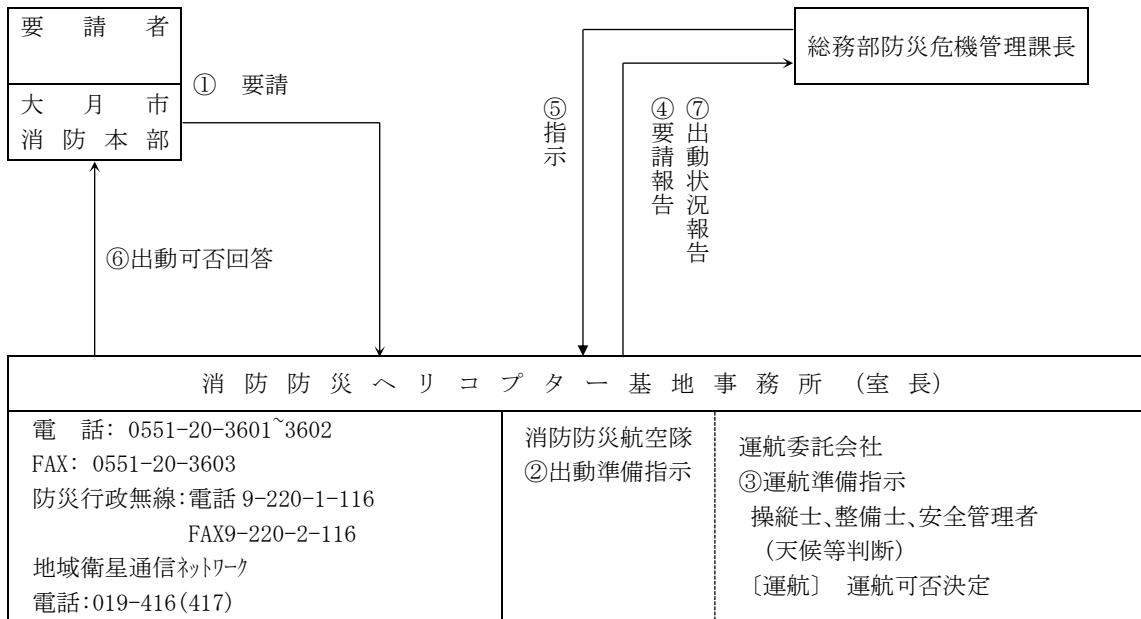 要請者
大月市
消防本部
① 要請
総務部防災危機管理課長
⑤指示
④要請報告
⑦出動状況報告
⑥出動可否回答
消防防災ヘリコプター基地事務所(室長)
電 話: 0551-20-3601~3602
FAX: 0551-20-3603
防災行政無線:電話 9-220-1-116
FAX9-220-2-116
地域衛星通信ネットワーク
電話:019-416(417)
消防防災航空隊
②出動準備指示
運航委託会社
③運航準備指示
操縦士、整備士、安全管理者
(天候等判断)
〔運航〕 運航可否決定